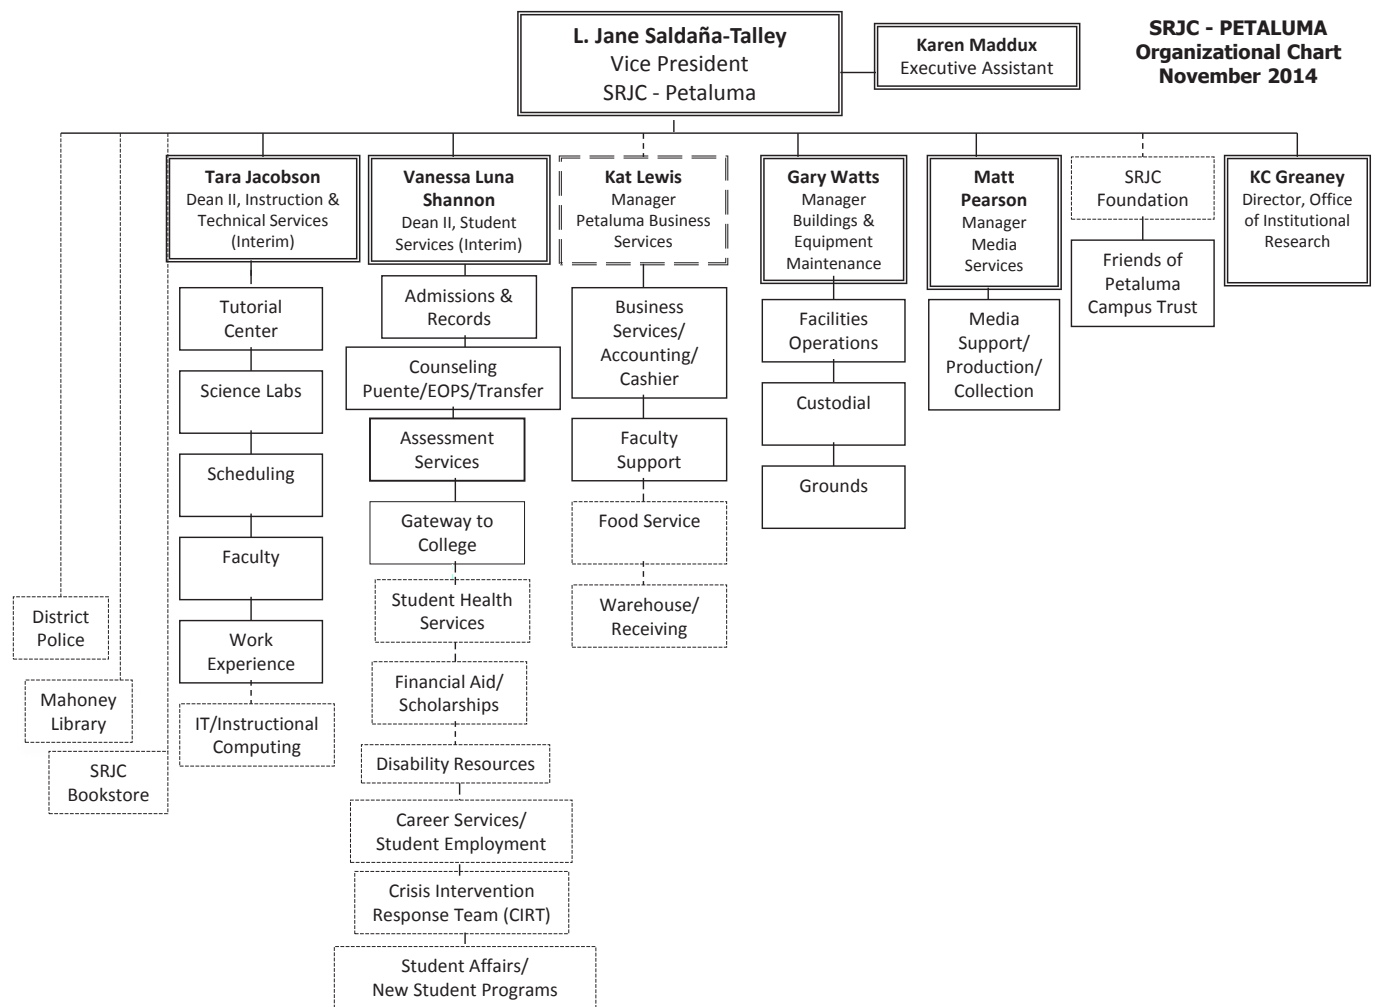 L. Jane Saldaña-Talley
Vice President
SRJC - Petaluma
Karen Maddux
Executive Assistant
SRJC - PETALUMA
Organizational Chart
November 2014
Tara Jacobson
Dean II, Instruction &
Technical Services
(Interim)
Vanessa Luna
Shannon
Dean II, Student
Services (Interim)
Kat Lewis
Manager
Petaluma Business
Services
Gary Watts
Manager
Buildings &
Equipment
Maintenance
Matt
Pearson
Manager
Media
Services
SRJC
Foundation
KC Greaney
Director, Office
of Institutional
Research
Tutorial
Center
Science Labs
Scheduling
Faculty
Work
Experience
IT/Instructional
Computing
Admissions &
Records
Counseling
Puente/EOPS/Transfer
Assessment
Services
Gateway to
College
Student Health
Services
Financial Aid/
Scholarships
Disability Resources
Career Services/
Student Employment
Crisis Intervention
Response Team (CIRT)
Student Affairs/
New Student Programs
Business
Services/
Accounting/
Cashier
Faculty
Support
Food Service
Warehouse/
Receiving
Facilities
Operations
Custodial
Grounds
Media
Support/
Production/
Collection
Friends of
Petaluma
Campus Trust
District
Police
Mahoney
Library
SRJC
Bookstore